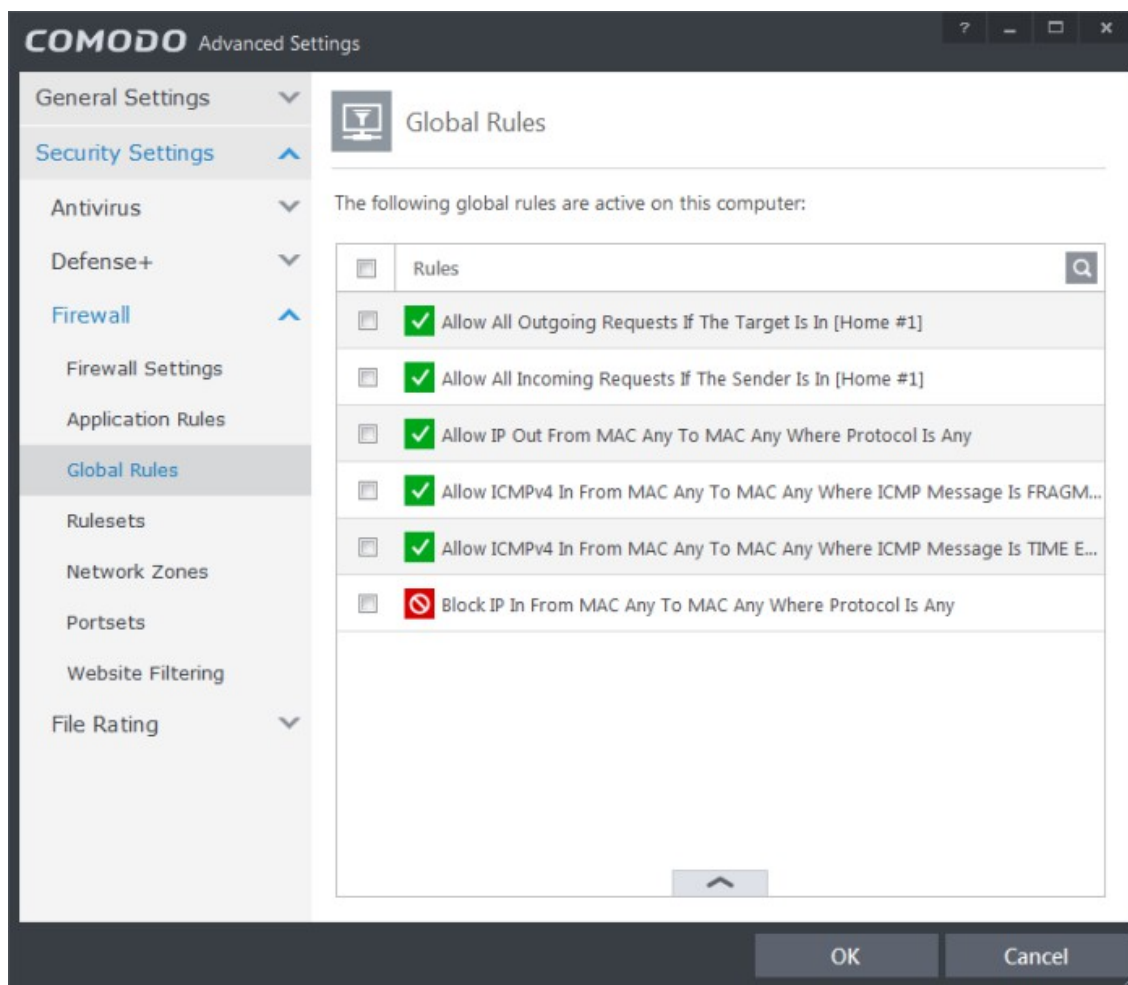 COMODO Advanced Settings
?
General Settings
Security Settings
Antivirus
Defense+
Firewall
Firewall Settings
Application Rules
Global Rules
Rulesets
Network Zones
Portsets
Website Filtering
File Rating
Global Rules
The following global rules are active on this computer:
Rules
Allow All Outgoing Requests If The Target Is In [Home #1]
Allow All Incoming Requests If The Sender Is In [Home #1]
Allow IP Out From MAC Any To MAC Any Where Protocol Is Any
Allow ICMPv4 In From MAC Any To MAC Any Where ICMP Message Is FRAGM...
Allow ICMPv4 In From MAC Any To MAC Any Where ICMP Message Is TIME E...
Block IP In From MAC Any To MAC Any Where Protocol Is Any
OK
Cancel